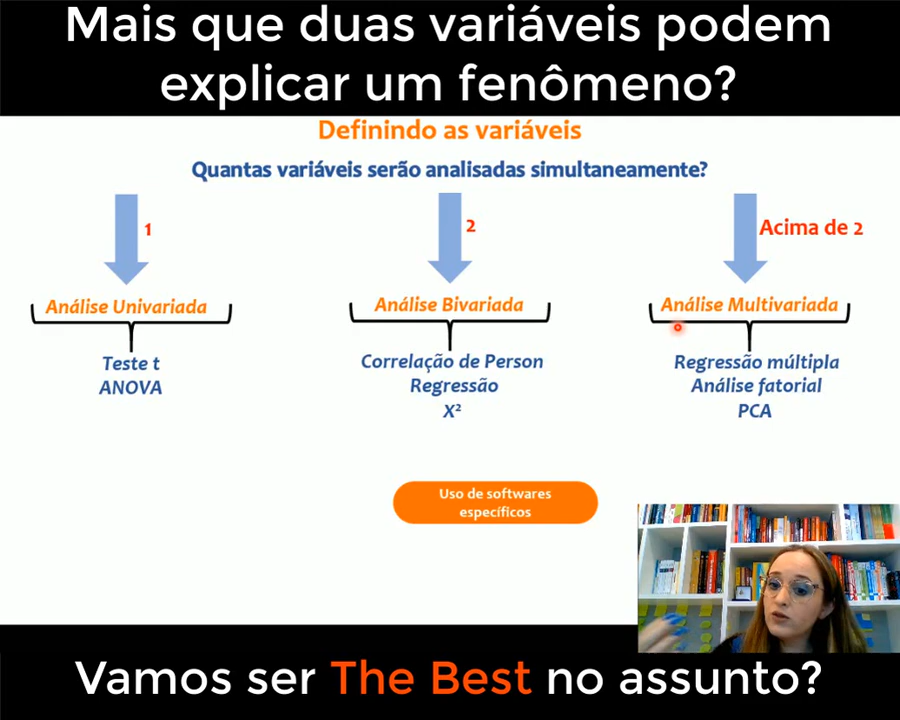 Mais que duas variáveis podem
explicar um fenômeno?
Definindo as variáveis
Quantas variáveis serão analisadas simultaneamente?
1
2
Acima de 2
Análise Univariada
Análise Bivariada
Análise Multivariada
Teste t
ANOVA
Correlação de Person
Regressão
X²
Regressão múltipla
Análise fatorial
PCA
Uso de softwares
específicos
Vamos ser The Best no assunto?